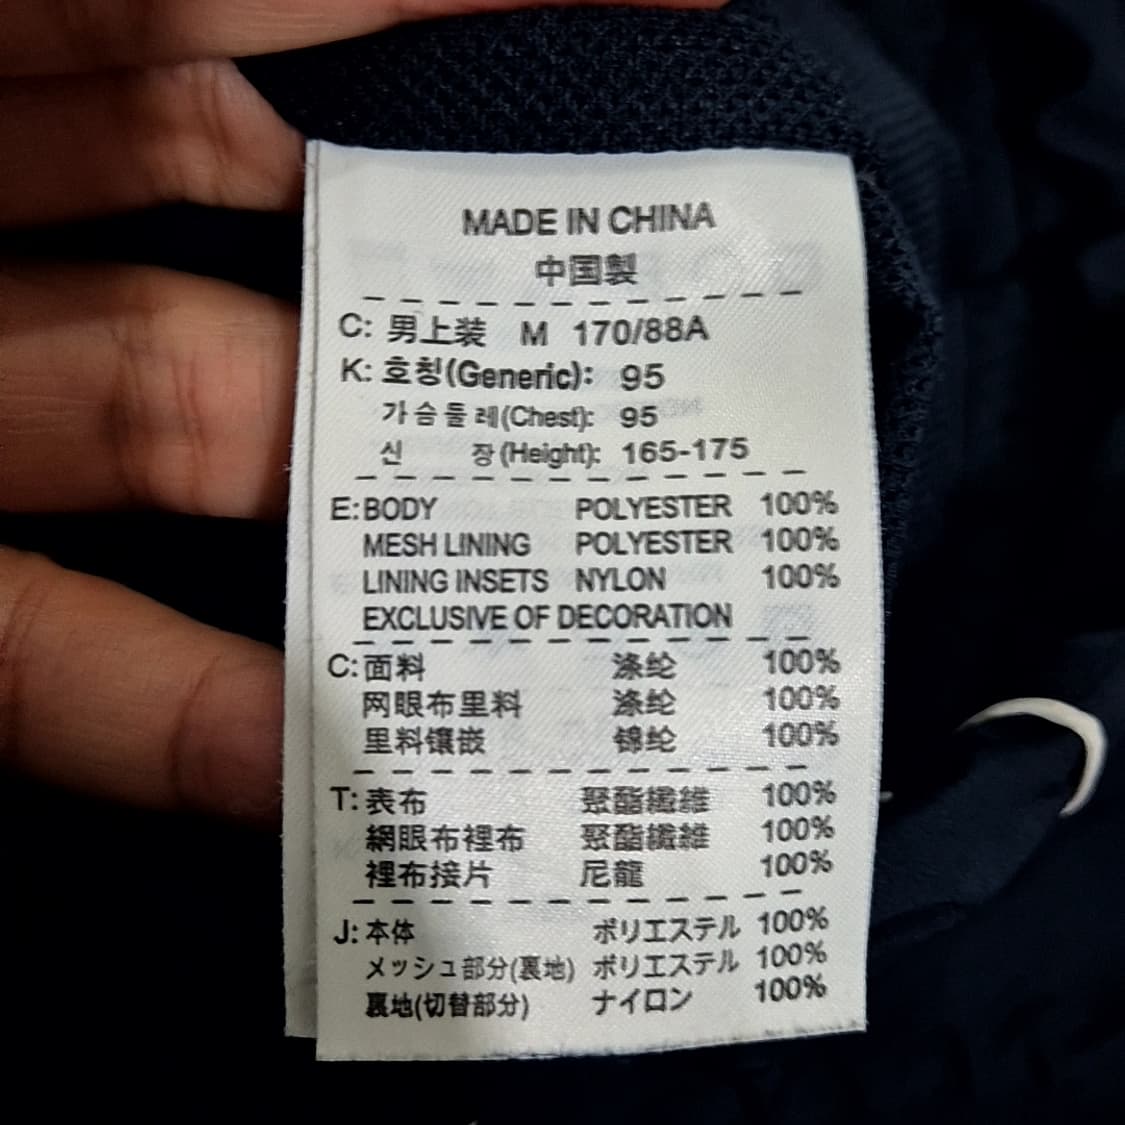 MADE IN CHINA
中国製
C: 男上装 M 170/88A
K: 호칭(Generic): 95
가슴둘레(Chest): 95
신 장(Height): 165-175
E: BODY POLYESTER 100%
MESH LINING POLYESTER 100%
LINING INSETS NYLON 100%
EXCLUSIVE OF DECORATION
C: 面料 涤纶 100%
网眼布里料 涤纶 100%
里料镶嵌 锦纶 100%
T: 表布 聚酯纖維 100%
網眼布裡布 聚酯纖維 100%
裡布接片 尼龍 100%
J: 本体 ポリエステル 100%
メッシュ部分(裏地) ポリエステル 100%
裏地(切替部分) ナイロン 100%